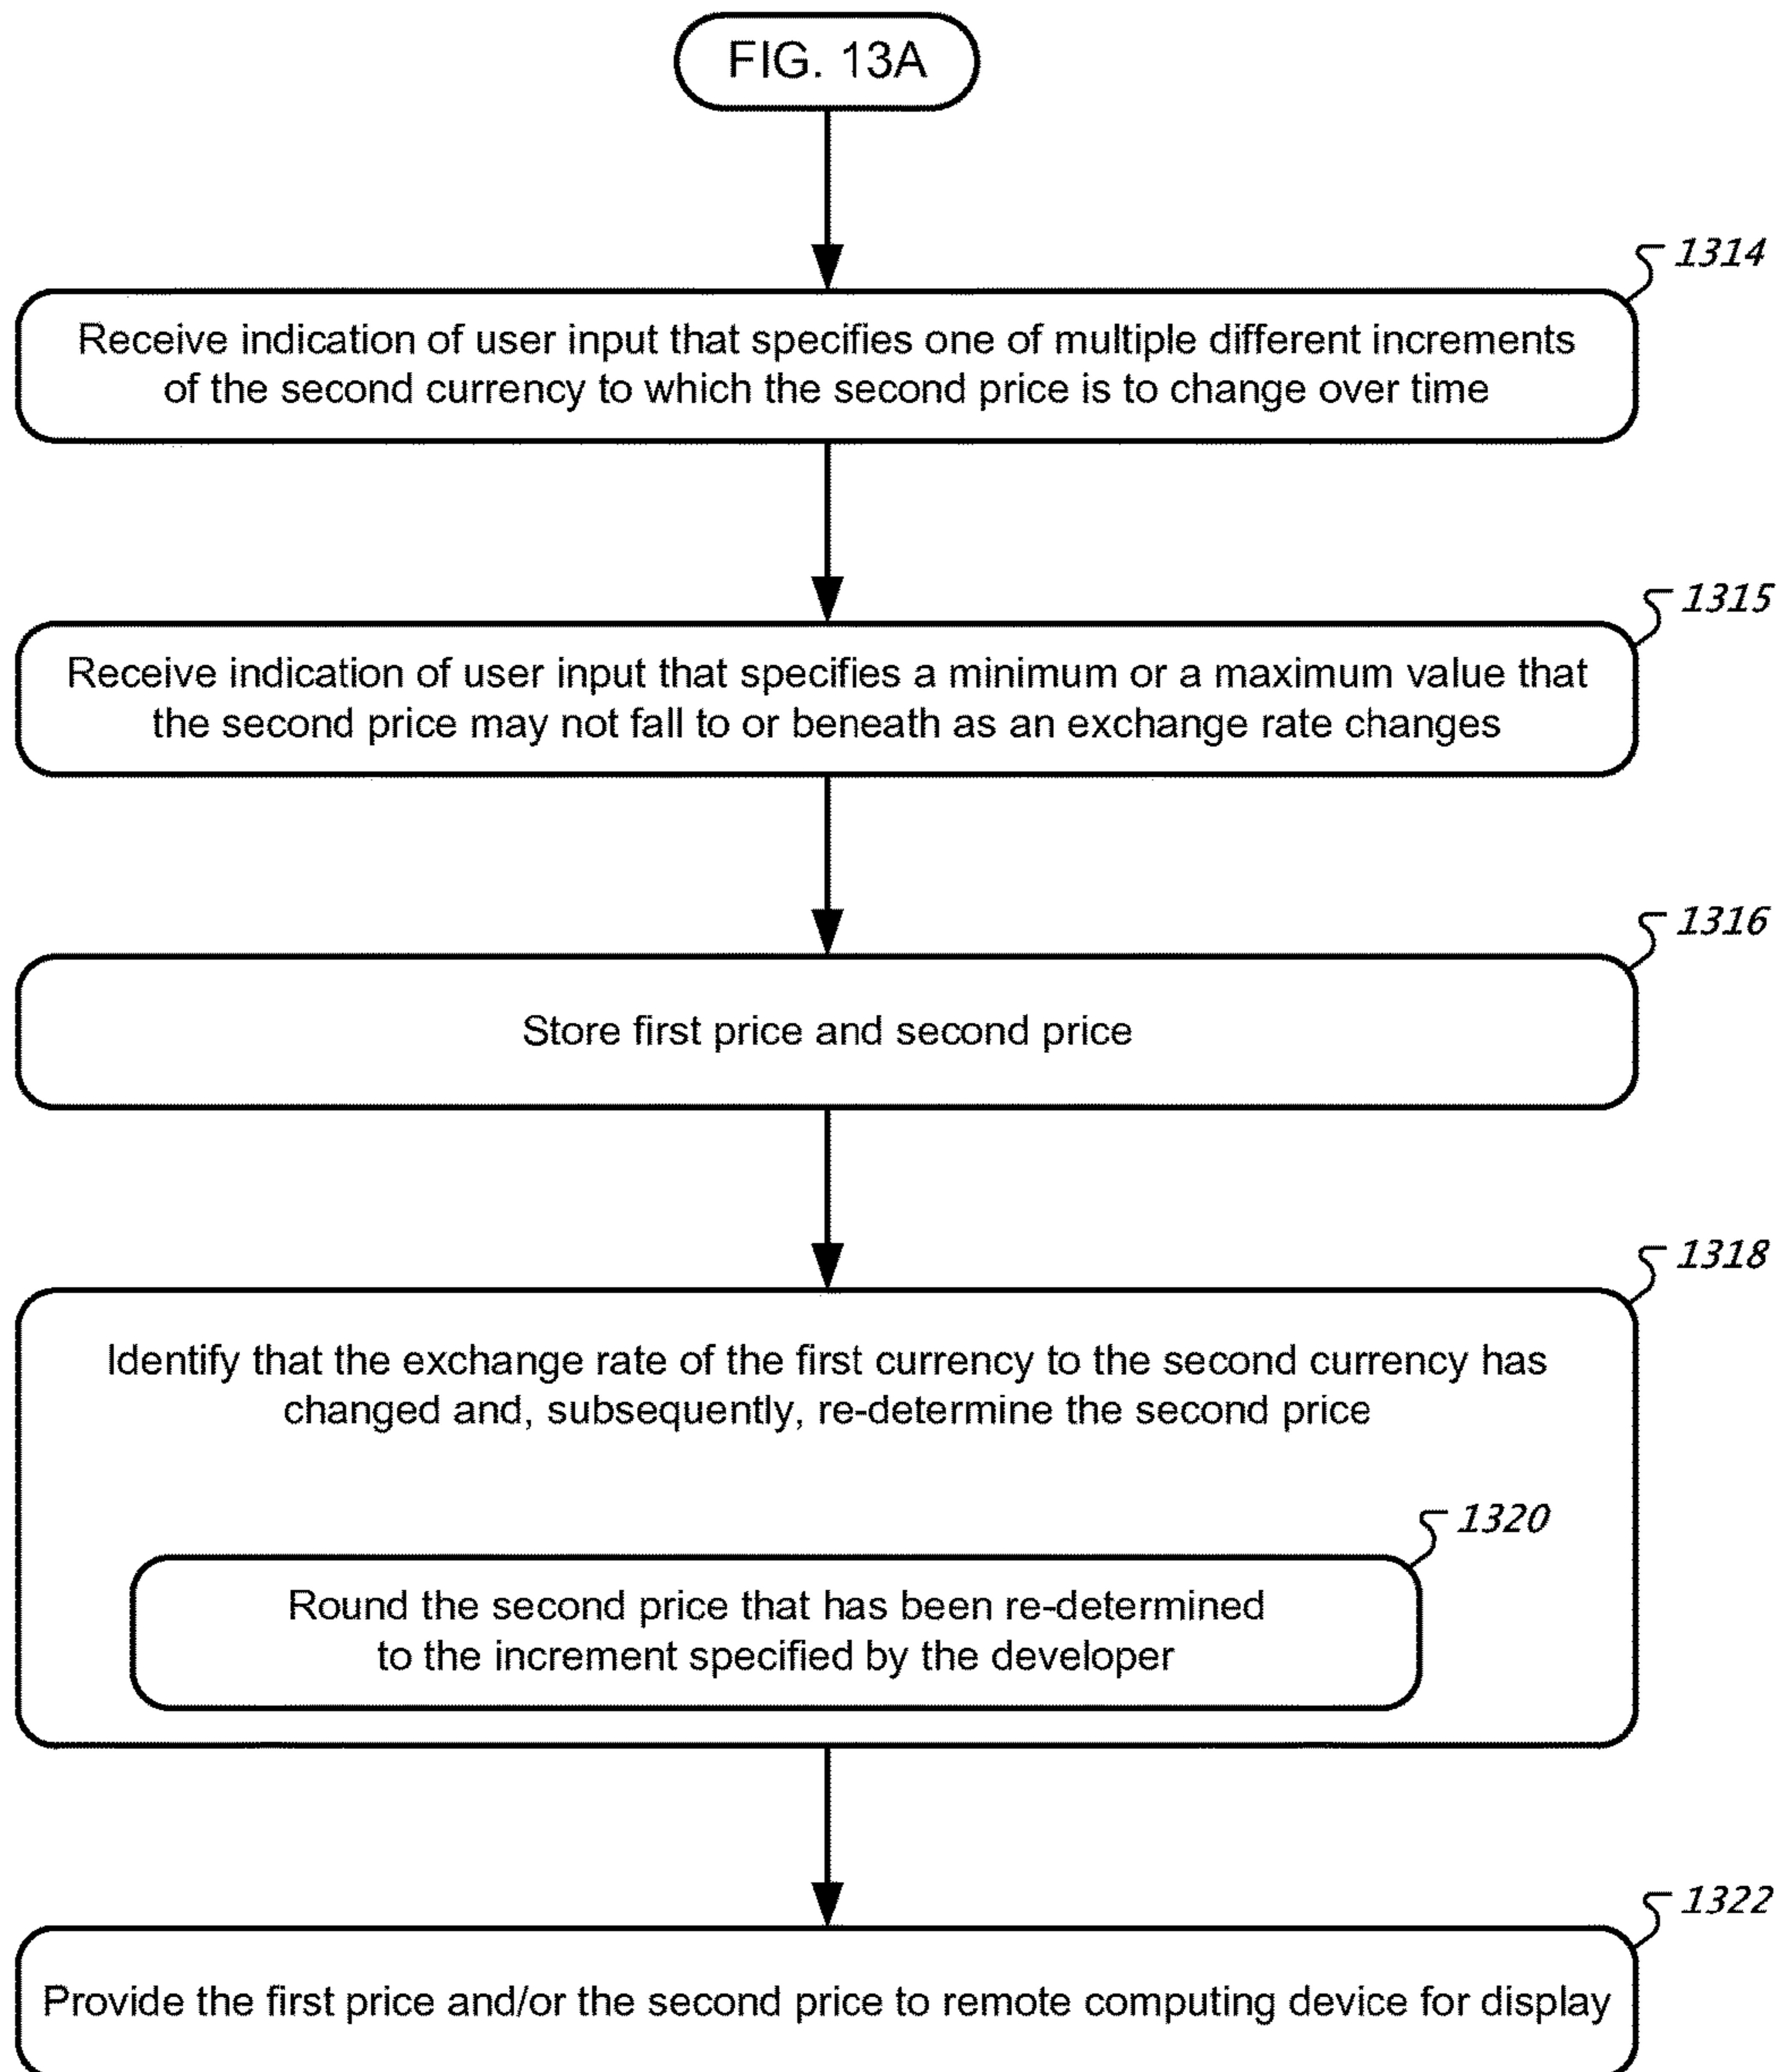 FIG. 13A
1314
Receive indication of user input that specifies one of multiple different increments
of the second currency to which the second price is to change over time
1315
Receive indication of user input that specifies a minimum or a maximum value that
the second price may not fall to or beneath as an exchange rate changes
1316
Store first price and second price
1318
Identify that the exchange rate of the first currency to the second currency has
changed and, subsequently, re-determine the second price
1320
Round the second price that has been re-determined
to the increment specified by the developer
1322
Provide the first price and/or the second price to remote computing device for display